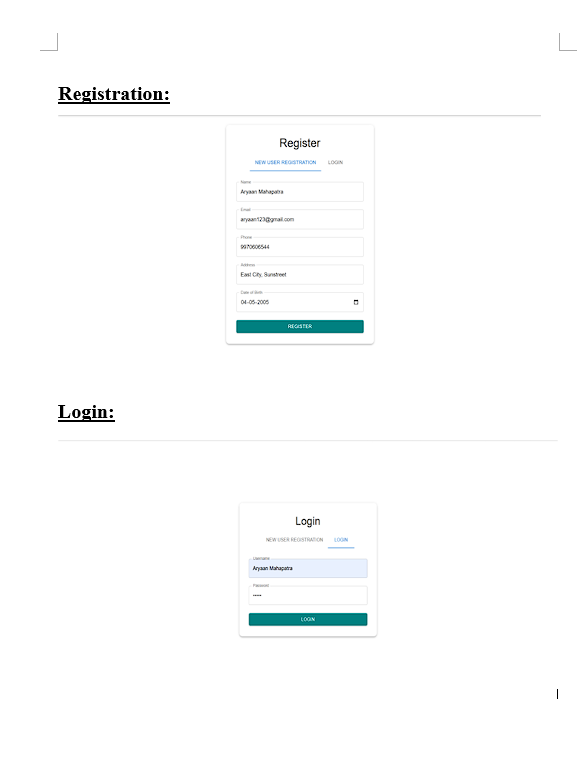 Registration:
Register
NEW USER REGISTRATION LOGIN
Name
Aryaan Mahapatra
Email
aryaan123@gmail.com
Phone
9970606544
Address
East City, Sunstreet
Date of Birth
04-05-2005
REGISTER
Login:
Login
NEW USER REGISTRATION LOGIN
Username
Aryaan Mahapatra
Password
•••••
LOGIN